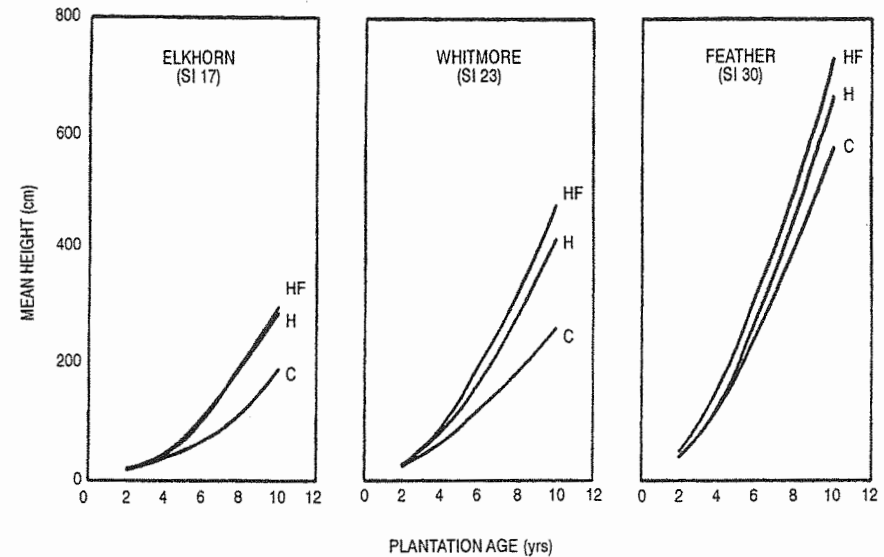 800
600
400
200
0
MEAN HEIGHT (cm)
ELKHORN
(SI 17)
HF
H
C
0 2 4 6 8 10 12
WHITMORE
(SI 23)
HF
H
C
0 2 4 6 8 10 12
FEATHER
(SI 30)
HF
H
C
0 2 4 6 8 10 12
PLANTATION AGE (yrs)